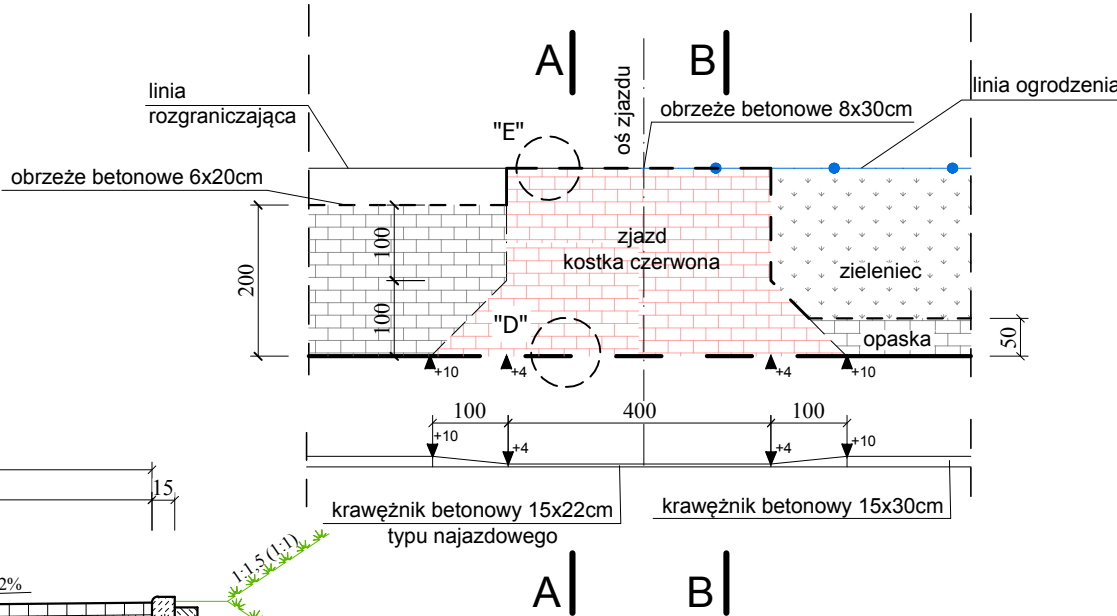 A
B
linia
rozgraniczająca
"E"
oś zjazdu
obrzeże betonowe 8x30cm
linia ogrodzenia
obrzeże betonowe 6x20cm
200
100
100
zjazd
kostka czerwona
zieleniec
"D"
opaska
50
+10
+4
+4
+10
100
400
100
+10
+4
+4
+10
15
krawężnik betonowy 15x22cm
typu najazdowego
krawężnik betonowy 15x30cm
1:1,5 (1:1)
2%
A
B